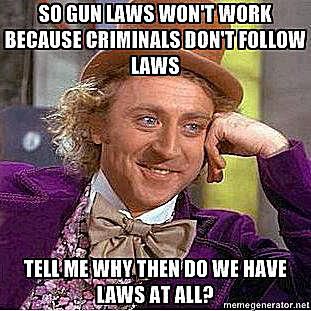 SO GUN LAWS WON'T WORK
BECAUSE CRIMINALS DON'T FOLLOW
LAWS
TELL ME WHY THEN DO WE HAVE
LAWS AT ALL?
memegenerator.net